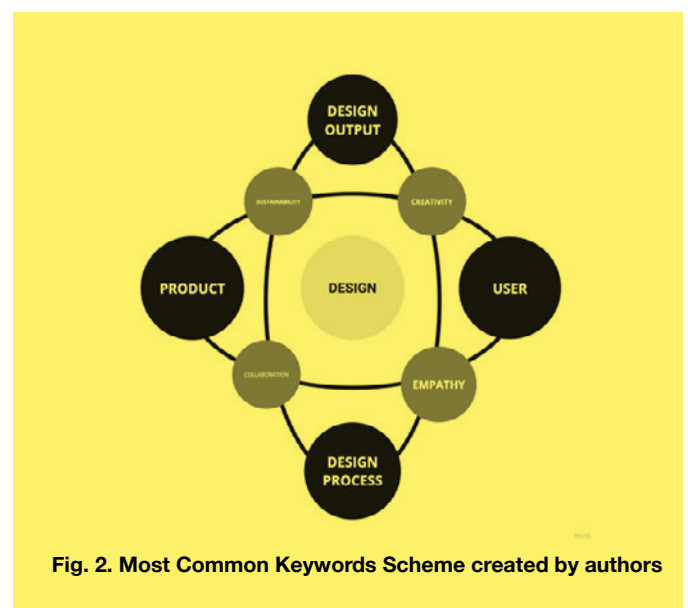 DESIGN
OUTPUT
SUSTAINABILITY
CREATIVITY
PRODUCT
DESIGN
USER
COLLABORATION
EMPATHY
DESIGN
PROCESS
miro
Fig. 2. Most Common Keywords Scheme created by authors